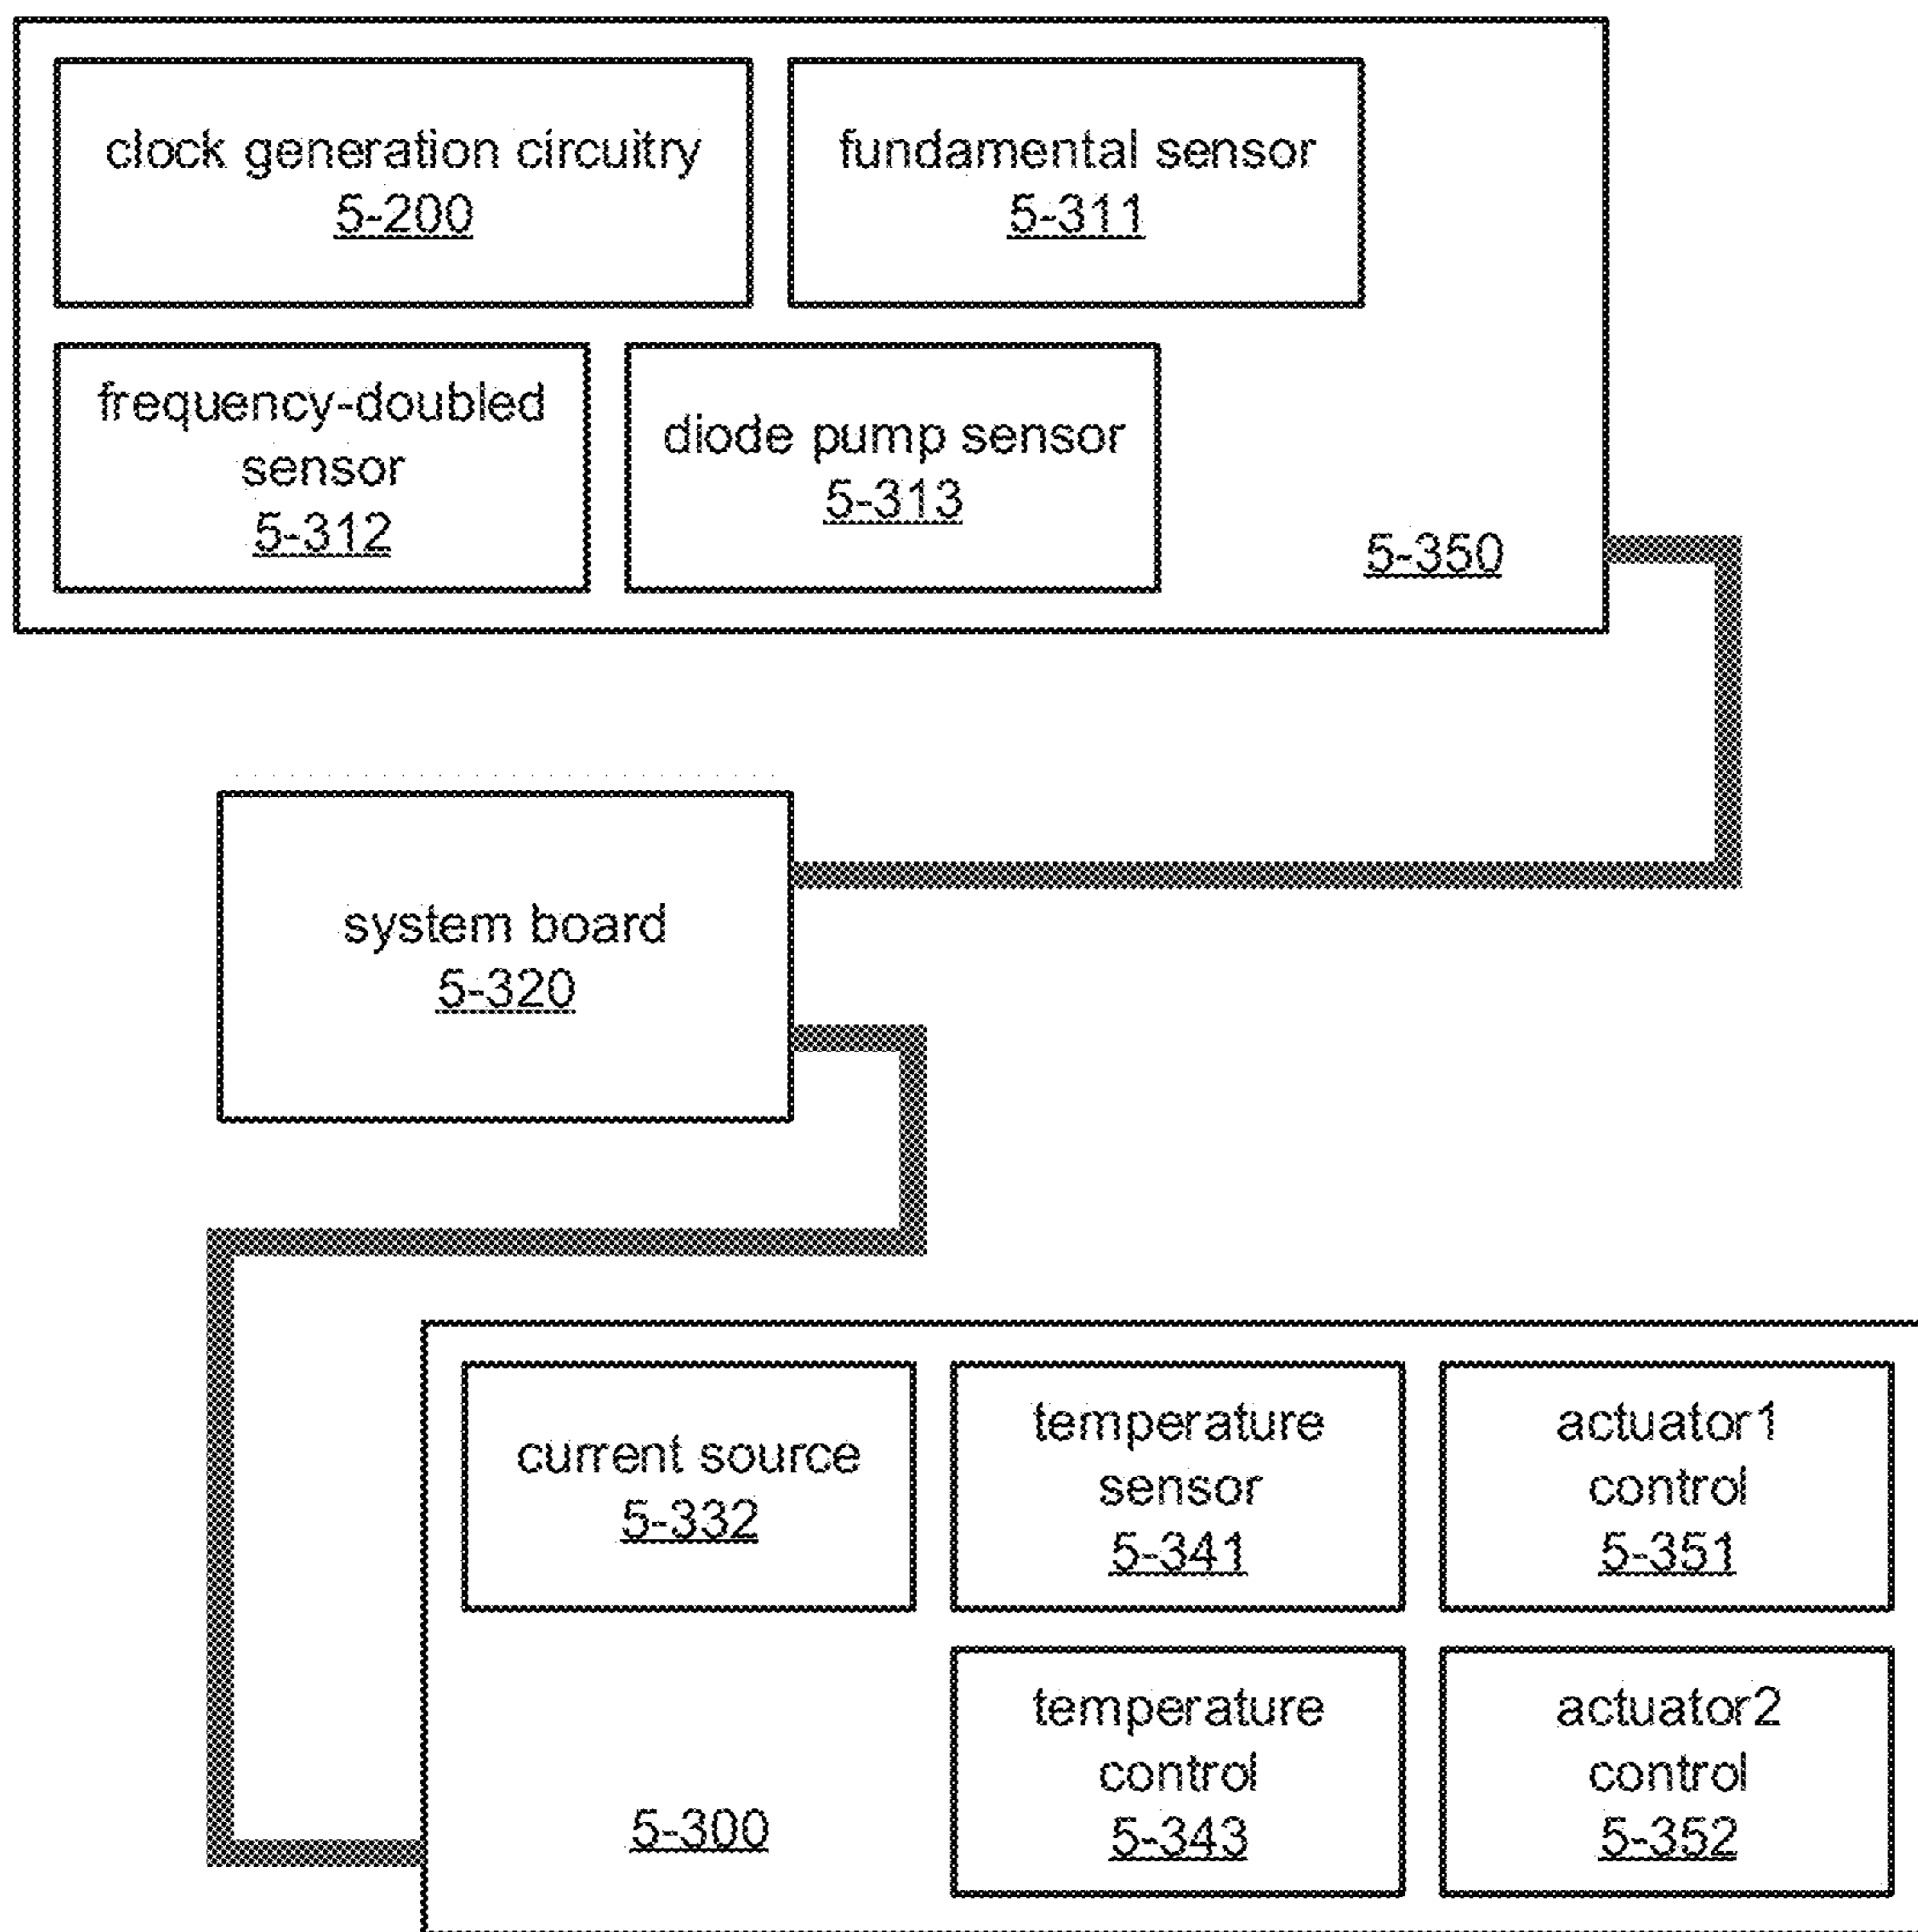 clock generation circuitry
5-200
fundamental sensor
5-311
frequency-doubled
sensor
5-312
diode pump sensor
5-313
5-350
system board
5-320
current source
5-332
temperature
sensor
5-341
actuator1
control
5-351
temperature
control
5-343
actuator2
control
5-352
5-300